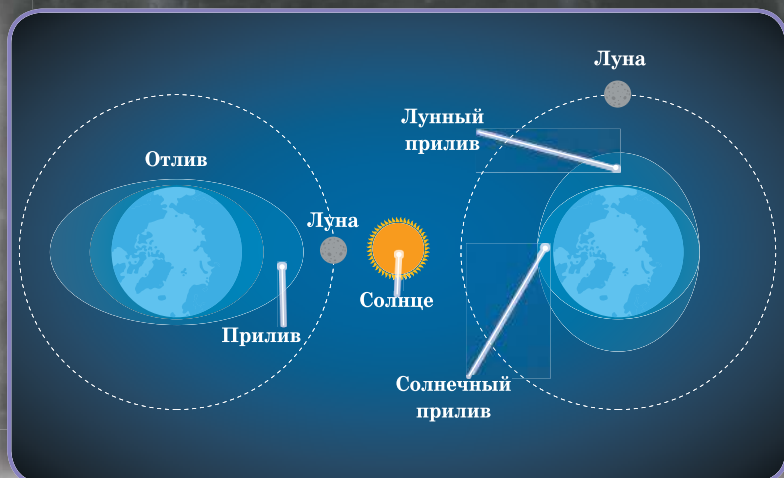 Луна
Лунный
прилив
Отлив
Луна
Солнце
Прилив
Солнечный
прилив